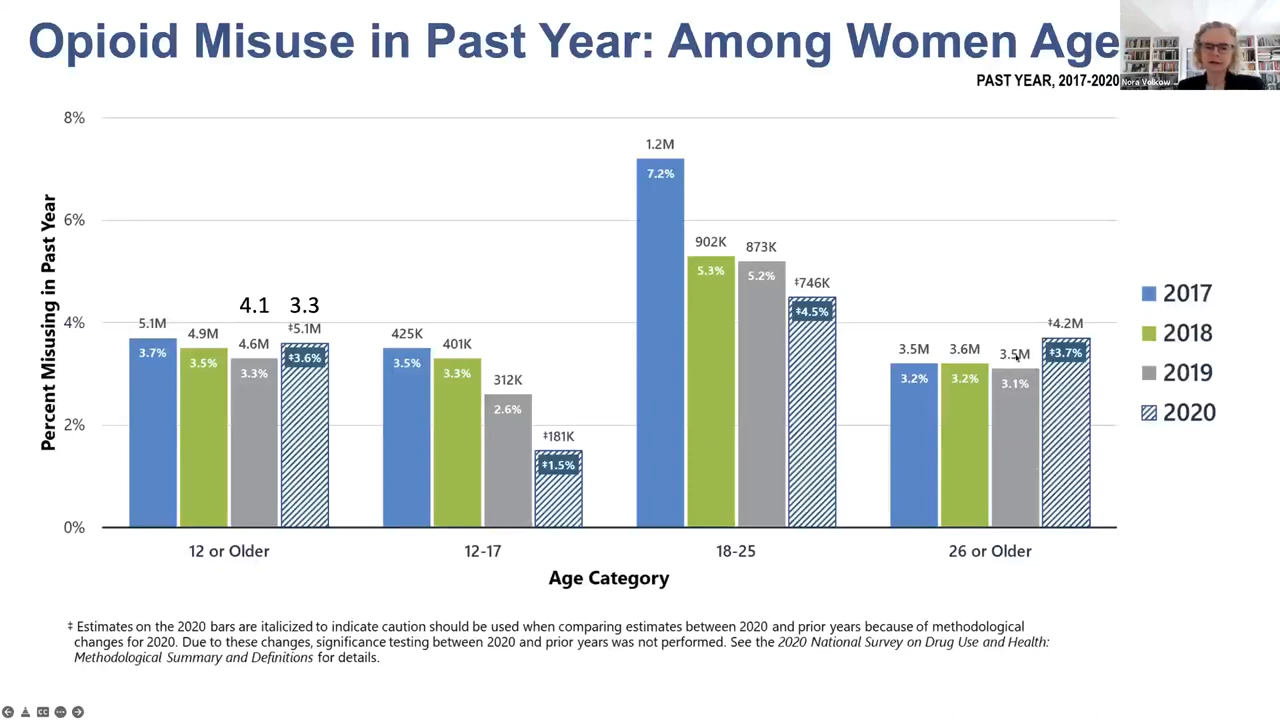 Opioid Misuse in Past Year: Among Women Age
PAST YEAR, 2017-2020
Nora Volkow
Percent Misusing in Past Year
8%
6%
4%
2%
0%
4.1 3.3
5.1M 4.9M 4.6M ‡5.1M
3.7% 3.5% 3.3% ‡3.6%
425K 401K 312K ‡181K
3.5% 3.3% 2.6% ‡1.5%
1.2M 902K 873K ‡746K
7.2% 5.3% 5.2% ‡4.5%
3.5M 3.6M 3.5M ‡4.2M
3.2% 3.2% 3.1% ‡3.7%
2017
2018
2019
2020
12 or Older 12-17 18-25 26 or Older
Age Category
‡ Estimates on the 2020 bars are italicized to indicate caution should be used when comparing estimates between 2020 and prior years because of methodological
changes for 2020. Due to these changes, significance testing between 2020 and prior years was not performed. See the 2020 National Survey on Drug Use and Health:
Methodological Summary and Definitions for details.
CC